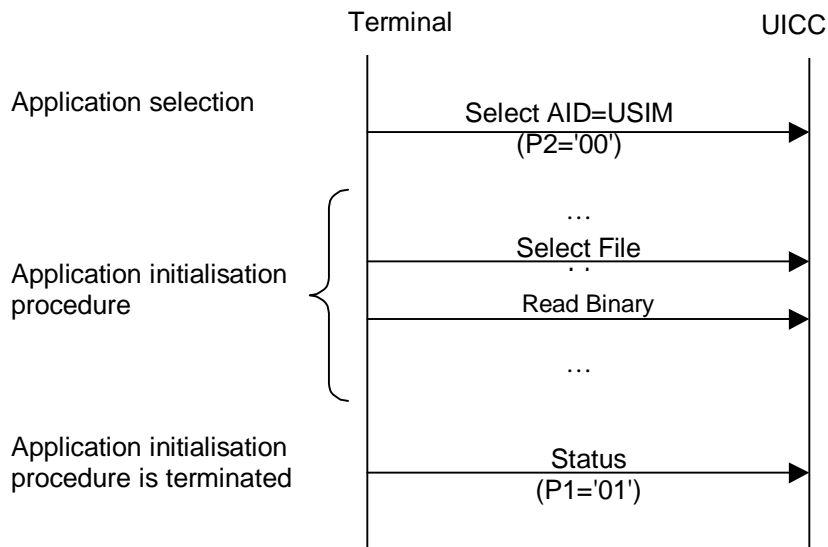 Terminal
UICC
Application selection
Select AID=USIM
(P2='00')
...
Select File
. .
Application initialisation
procedure
Read Binary
...
Application initialisation
procedure is terminated
Status
(P1='01')